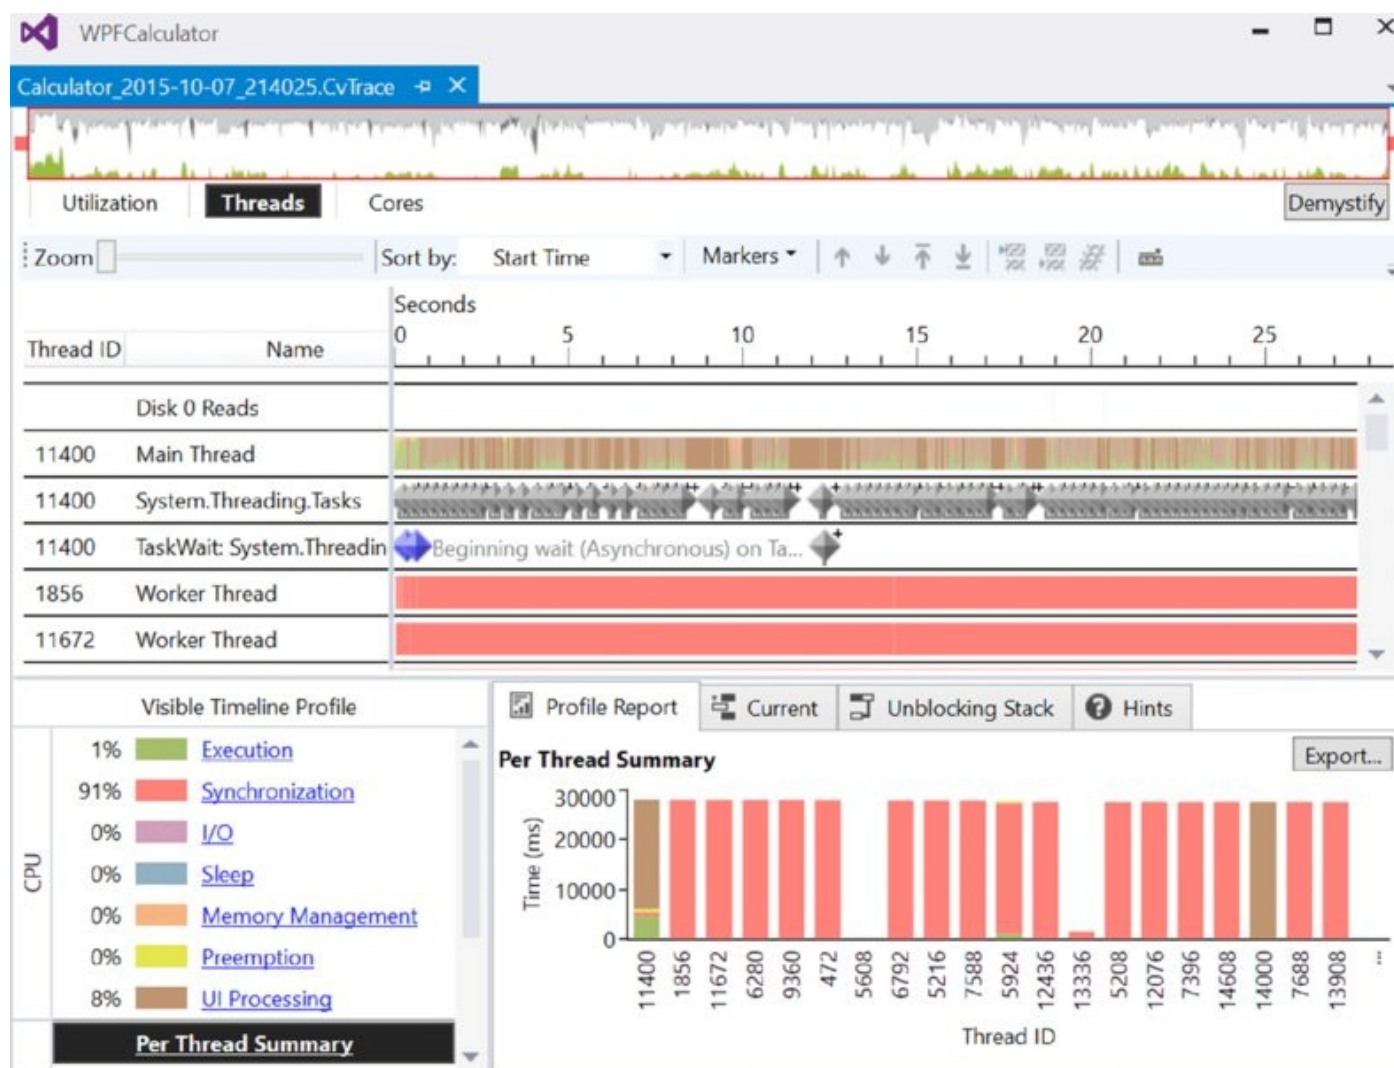 WPFCalculator
Calculator_2015-10-07_214025.CvTrace
Utilization Threads Cores Demystify
Zoom Sort by: Start Time Markers
Seconds
Thread ID Name 0 5 10 15 20 25
Disk 0 Reads
11400 Main Thread
11400 System.Threading.Tasks
11400 TaskWait: System.Threadin Beginning wait (Asynchronous) on Ta...
1856 Worker Thread
11672 Worker Thread
Visible Timeline Profile
CPU
1% Execution
91% Synchronization
0% I/O
0% Sleep
0% Memory Management
0% Preemption
8% UI Processing
Per Thread Summary
Profile Report Current Unblocking Stack Hints
Per Thread Summary Export...
Time (ms)
30000
20000
10000
0
11400 1856 11672 6280 9360 472 5608 6792 5216 7588 5924 12436 13336 5208 12076 7396 14608 14000 7688 13908 ...
Thread ID